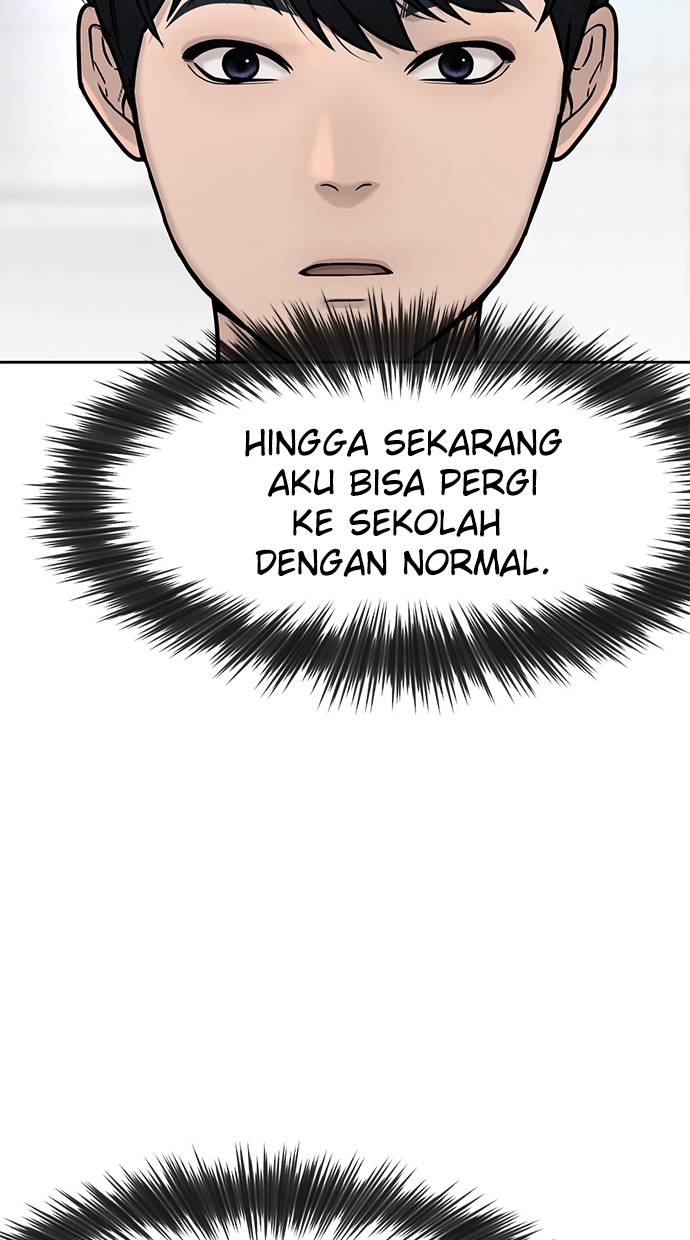 HINGGA SEKARANG
AKU BISA PERGI
KE SEKOLAH
DENGAN NORMAL.